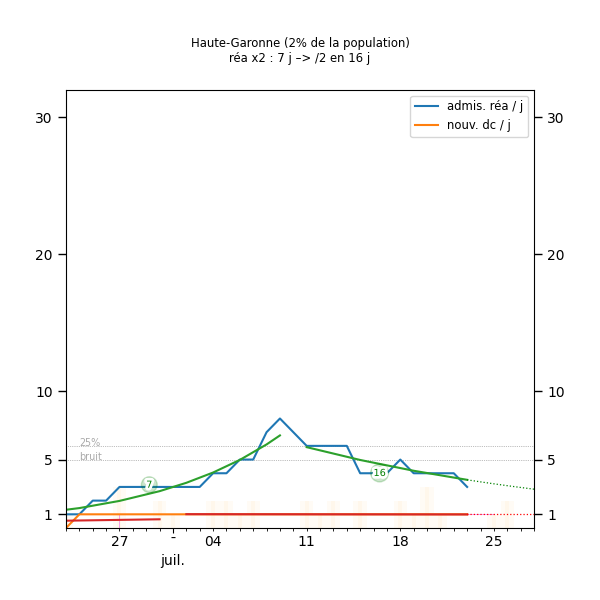 Haute-Garonne (2% de la population)
réa x2 : 7 j –> /2 en 16 j
admis. réa / j
nouv. dc / j
30 30
20 20
10 10
25%
5 bruit 5
7 16
1 1
27 - 04 11 18 25
juil.